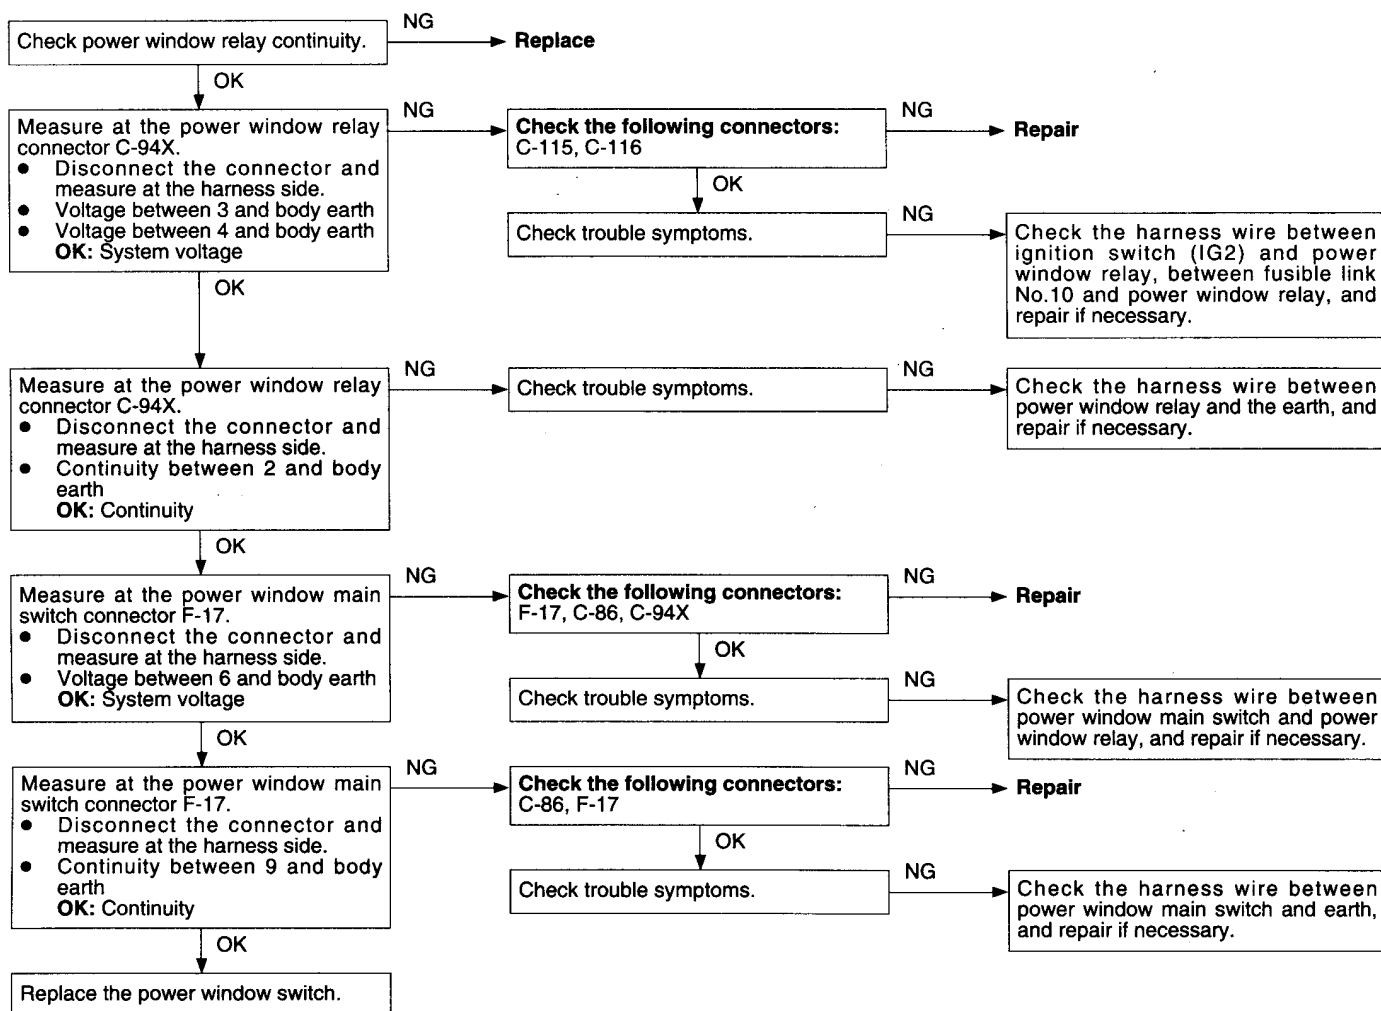 Check power window relay continuity.
NG
Replace
OK
Measure at the power window relay
connector C-94X.
● Disconnect the connector and
measure at the harness side.
● Voltage between 3 and body earth
● Voltage between 4 and body earth
OK: System voltage
NG
Check the following connectors:
C-115, C-116
NG
Repair
OK
Check trouble symptoms.
NG
Check the harness wire between
ignition switch (IG2) and power
window relay, between fusible link
No.10 and power window relay, and
repair if necessary.
OK
Measure at the power window relay
connector C-94X.
● Disconnect the connector and
measure at the harness side.
● Continuity between 2 and body
earth
OK: Continuity
NG
Check trouble symptoms.
NG
Check the harness wire between
power window relay and the earth, and
repair if necessary.
OK
Measure at the power window main
switch connector F-17.
● Disconnect the connector and
measure at the harness side.
● Voltage between 6 and body earth
OK: System voltage
NG
Check the following connectors:
F-17, C-86, C-94X
NG
Repair
OK
Check trouble symptoms.
NG
Check the harness wire between
power window main switch and power
window relay, and repair if necessary.
OK
Measure at the power window main
switch connector F-17.
● Disconnect the connector and
measure at the harness side.
● Continuity between 9 and body
earth
OK: Continuity
NG
Check the following connectors:
C-86, F-17
NG
Repair
OK
Check trouble symptoms.
NG
Check the harness wire between
power window main switch and earth,
and repair if necessary.
OK
Replace the power window switch.